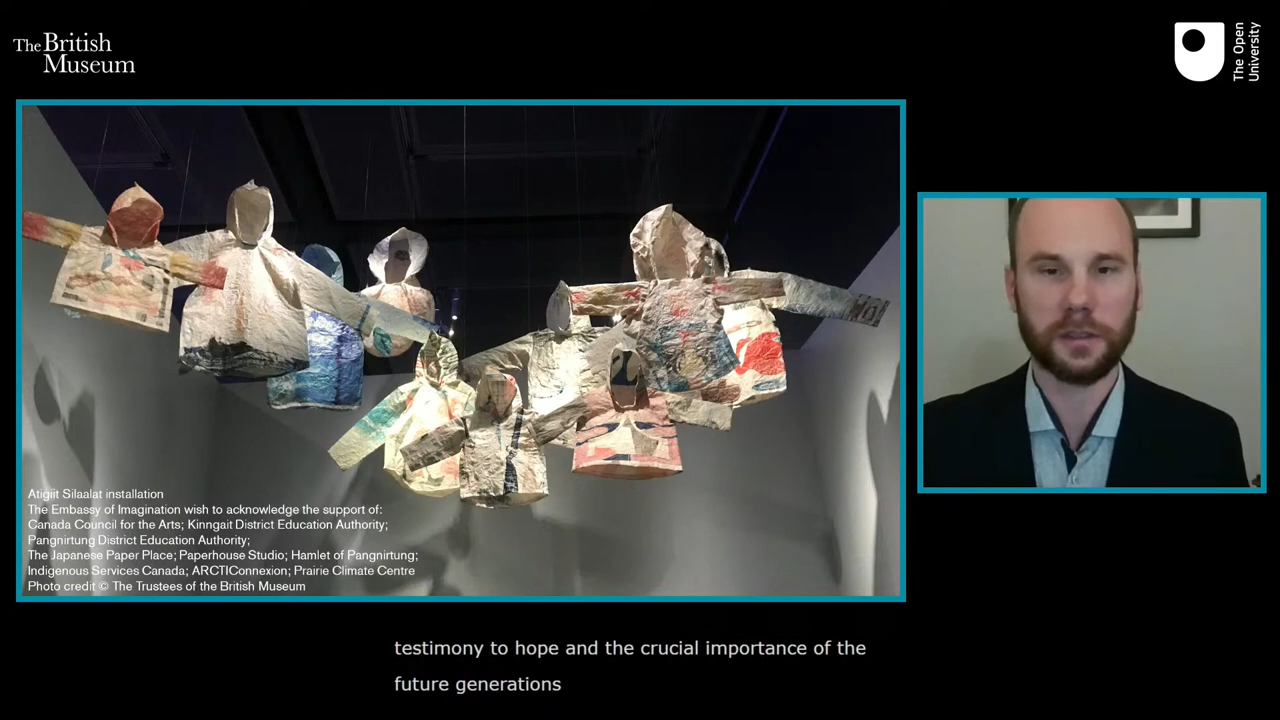 The British
Museum
The Open
University
Atigiit Silaalat installation
The Embassy of Imagination wish to acknowledge the support of:
Canada Council for the Arts; Kinngait District Education Authority;
Pangnirtung District Education Authority;
The Japanese Paper Place; Paperhouse Studio; Hamlet of Pangnirtung;
Indigenous Services Canada; ARCTIConnexion; Prairie Climate Centre
Photo credit © The Trustees of the British Museum
testimony to hope and the crucial importance of the
future generations